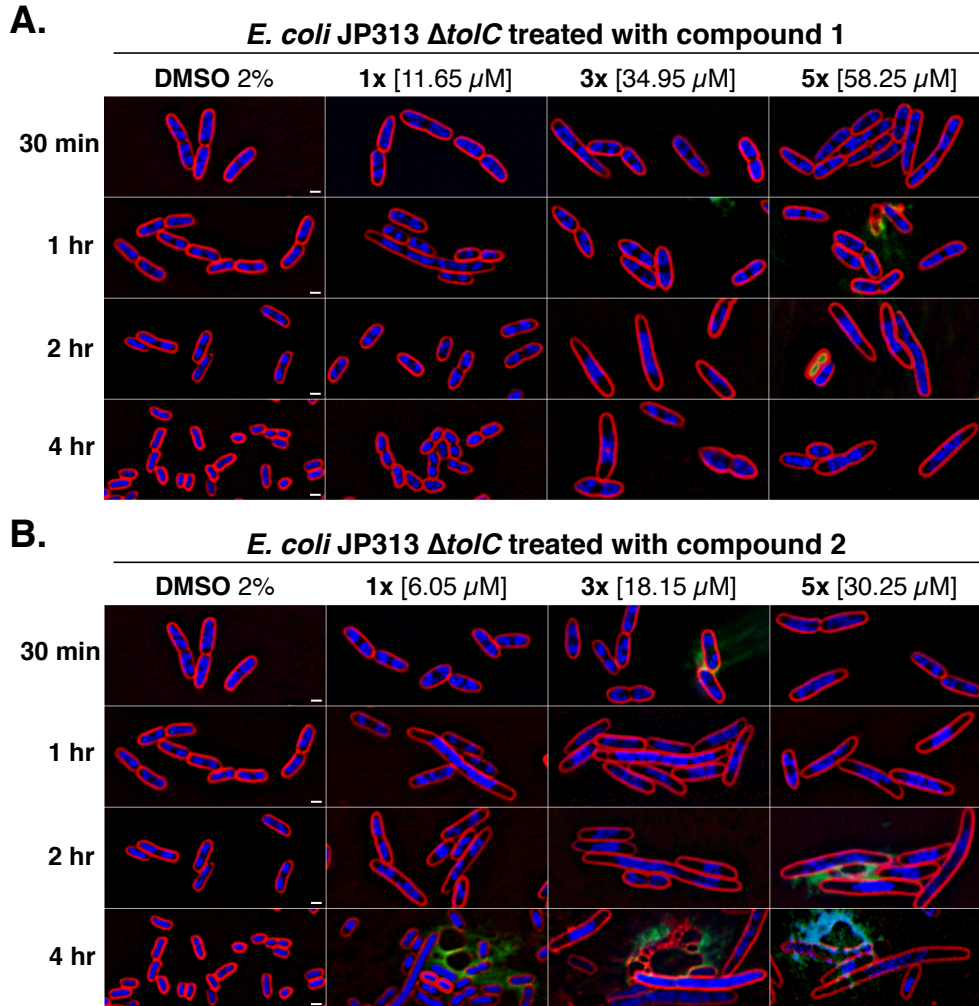 A.
E. coli JP313 ΔtolC treated with compound 1
DMSO 2% 1x [11.65 µM] 3x [34.95 µM] 5x [58.25 µM]
30 min
1 hr
2 hr
4 hr
B.
E. coli JP313 ΔtolC treated with compound 2
DMSO 2% 1x [6.05 µM] 3x [18.15 µM] 5x [30.25 µM]
30 min
1 hr
2 hr
4 hr